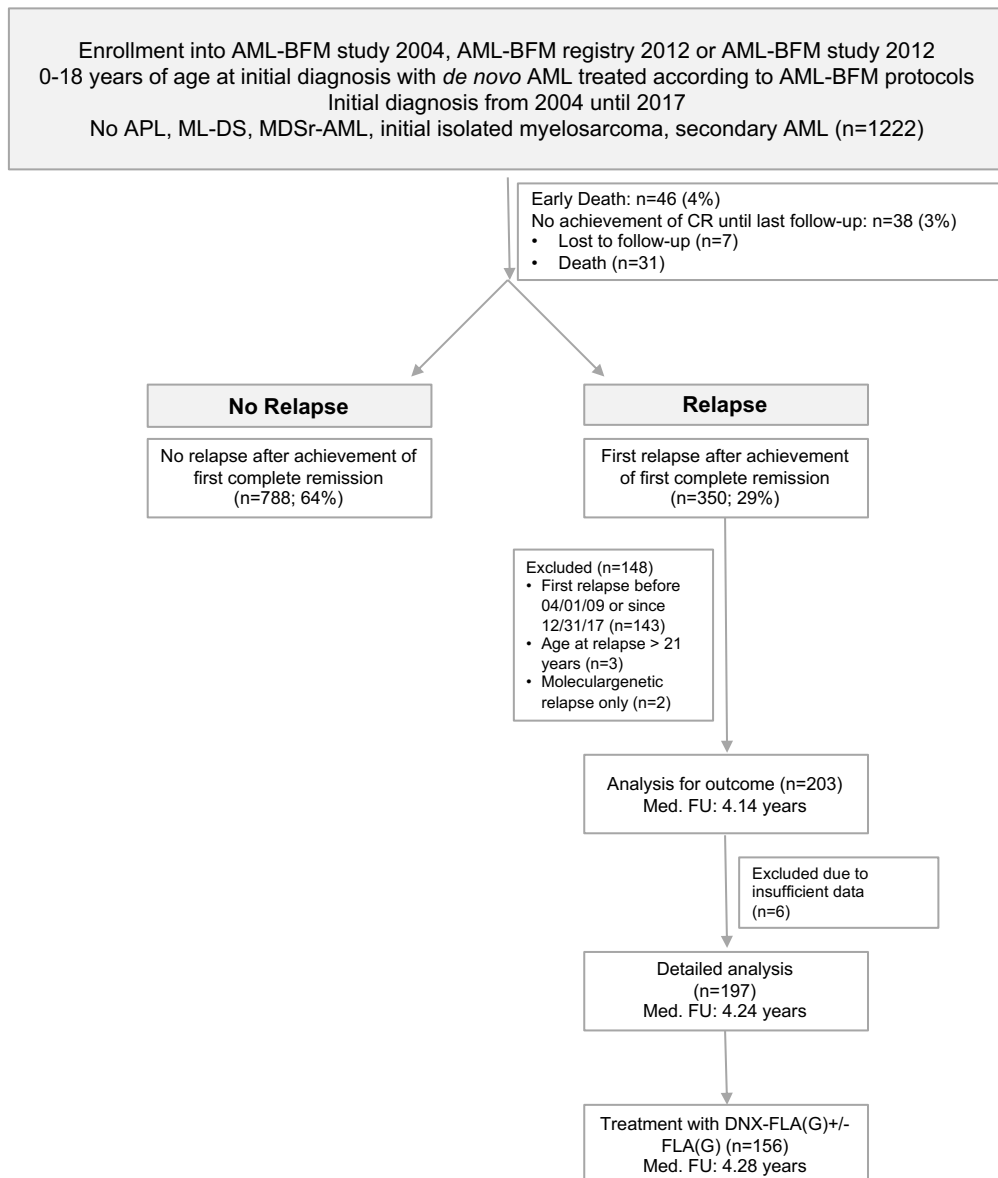 Enrollment into AML-BFM study 2004, AML-BFM registry 2012 or AML-BFM study 2012
0-18 years of age at initial diagnosis with de novo AML treated according to AML-BFM protocols
Initial diagnosis from 2004 until 2017
No APL, ML-DS, MDSr-AML, initial isolated myelosarcoma, secondary AML (n=1222)
Early Death: n=46 (4%)
No achievement of CR until last follow-up: n=38 (3%)
• Lost to follow-up (n=7)
• Death (n=31)
No Relapse
No relapse after achievement of
first complete remission
(n=788; 64%)
Relapse
First relapse after achievement
of first complete remission
(n=350; 29%)
Excluded (n=148)
• First relapse before
04/01/09 or since
12/31/17 (n=143)
• Age at relapse > 21
years (n=3)
• Moleculargenetic
relapse only (n=2)
Analysis for outcome (n=203)
Med. FU: 4.14 years
Excluded due to
insufficient data
(n=6)
Detailed analysis
(n=197)
Med. FU: 4.24 years
Treatment with DNX-FLA(G)+/-
FLA(G) (n=156)
Med. FU: 4.28 years